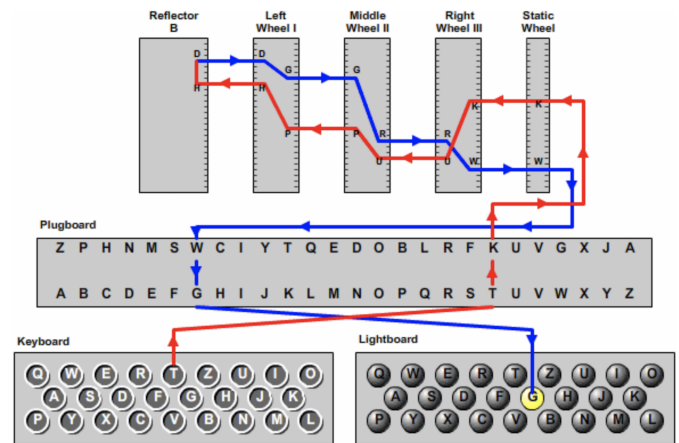 Reflector B
Left Wheel I
Middle Wheel II
Right Wheel III
Static Wheel
D D G G R R W W
H H P P U U K K
Plugboard
Z P H N M S W C I Y T Q E D O B L R F K U V G X J A
A B C D E F G H I J K L M N O P Q R S T U V W X Y Z
Keyboard
Q W E R T Z U I O
A S D F G H J K
P Y X C V B N M L
Lightboard
Q W E R T Z U I O
A S D F G H J K
P Y X C V B N M L